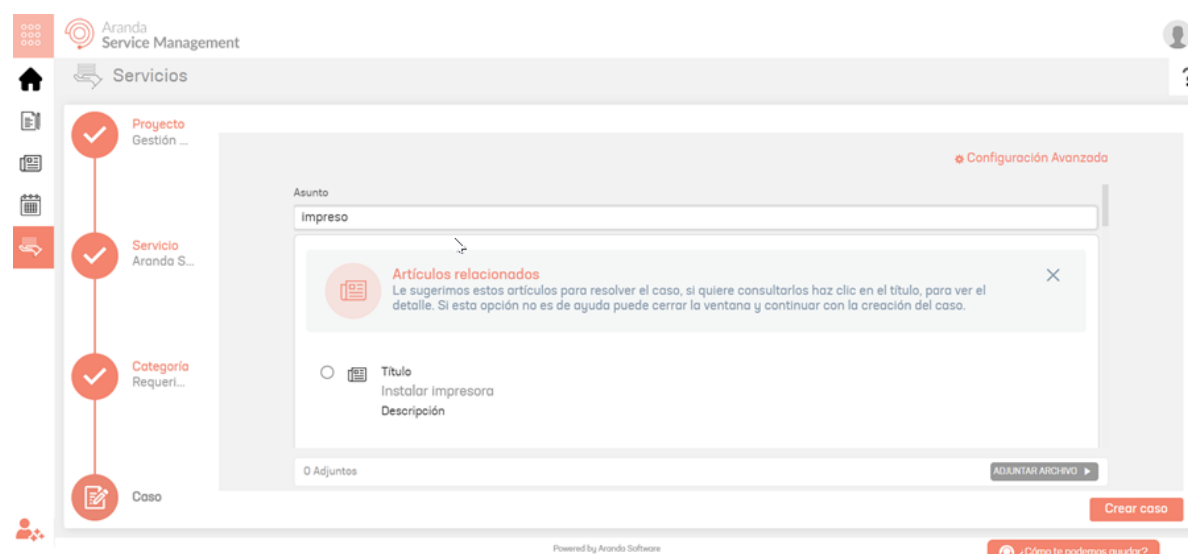 Aranda
Service Management
Servicios
?
Proyecto
Gestión ...
Configuración Avanzada
Asunto
impreso
Servicio
Aranda S...
Artículos relacionados
Le sugerimos estos artículos para resolver el caso, si quiere consultarlos haz clic en el título, para ver el
detalle. Si esta opción no es de ayuda puede cerrar la ventana y continuar con la creación del caso.
Categoría
Requeri...
Título
Instalar impresora
Descripción
0 Adjuntos
ADJUNTAR ARCHIVO
Caso
Crear caso
Powered by Aranda Software
¿Cómo te podemos ayudar?